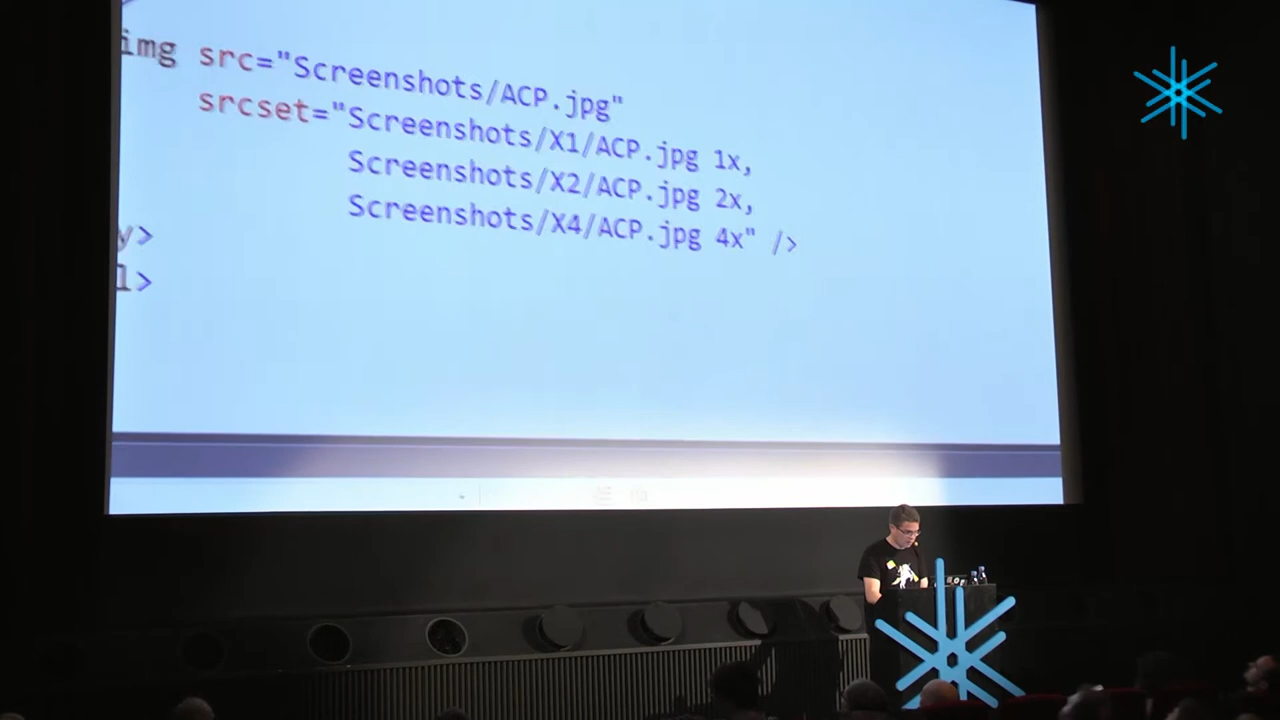 img src="Screenshots/ACP.jpg"
srcset="Screenshots/X1/ACP.jpg 1x,
Screenshots/X2/ACP.jpg 2x,
Screenshots/X4/ACP.jpg 4x" />
y>
l>